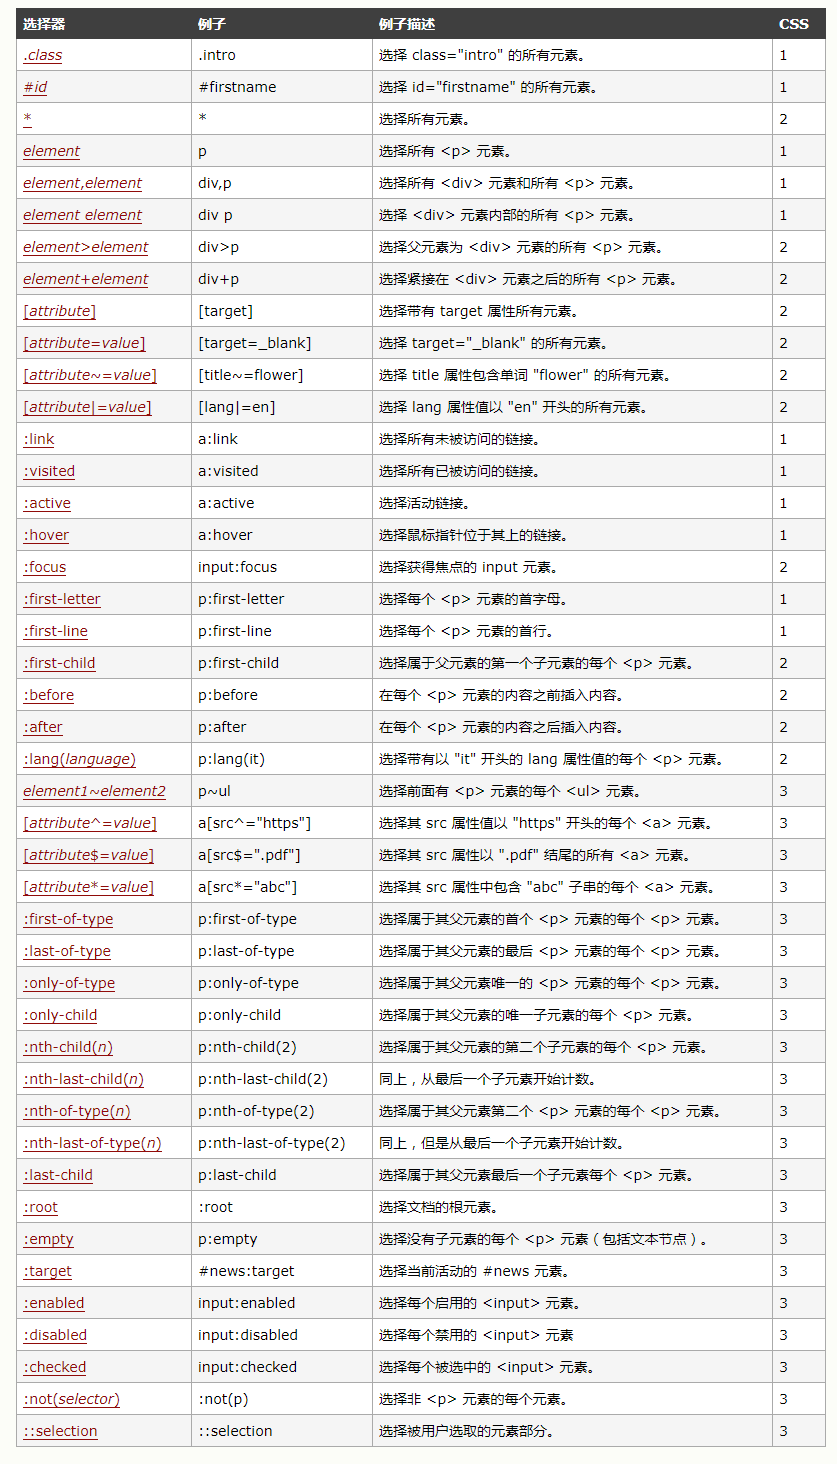 选择器 例子 例子描述 CSS
.class .intro 选择 class="intro" 的所有元素。 1
#id #firstname 选择 id="firstname" 的所有元素。 1
* * 选择所有元素。 2
element p 选择所有 <p> 元素。 1
element,element div,p 选择所有 <div> 元素和所有 <p> 元素。 1
element element div p 选择 <div> 元素内部的所有 <p> 元素。 1
element>element div>p 选择父元素为 <div> 元素的所有 <p> 元素。 2
element+element div+p 选择紧接在 <div> 元素之后的所有 <p> 元素。 2
[attribute] [target] 选择带有 target 属性所有元素。 2
[attribute=value] [target=_blank] 选择 target="_blank" 的所有元素。 2
[attribute~=value] [title~=flower] 选择 title 属性包含单词 "flower" 的所有元素。 2
[attribute|=value] [lang|=en] 选择 lang 属性值以 "en" 开头的所有元素。 2
:link a:link 选择所有未被访问的链接。 1
:visited a:visited 选择所有已被访问的链接。 1
:active a:active 选择活动链接。 1
:hover a:hover 选择鼠标指针位于其上的链接。 1
:focus input:focus 选择获得焦点的 input 元素。 2
:first-letter p:first-letter 选择每个 <p> 元素的首字母。 1
:first-line p:first-line 选择每个 <p> 元素的首行。 1
:first-child p:first-child 选择属于父元素的第一个子元素的每个 <p> 元素。 2
:before p:before 在每个 <p> 元素的内容之前插入内容。 2
:after p:after 在每个 <p> 元素的内容之后插入内容。 2
:lang(language) p:lang(it) 选择带有以 "it" 开头的 lang 属性值的每个 <p> 元素。 2
element1~element2 p~ul 选择前面有 <p> 元素的每个 <ul> 元素。 3
[attribute^=value] a[src^="https"] 选择其 src 属性值以 "https" 开头的每个 <a> 元素。 3
[attribute$=value] a[src$=".pdf"] 选择其 src 属性以 ".pdf" 结尾的所有 <a> 元素。 3
[attribute*=value] a[src*="abc"] 选择其 src 属性中包含 "abc" 子串的每个 <a> 元素。 3
:first-of-type p:first-of-type 选择属于其父元素的首个 <p> 元素的每个 <p> 元素。 3
:last-of-type p:last-of-type 选择属于其父元素的最后 <p> 元素的每个 <p> 元素。 3
:only-of-type p:only-of-type 选择属于其父元素唯一的 <p> 元素的每个 <p> 元素。 3
:only-child p:only-child 选择属于其父元素的唯一子元素的每个 <p> 元素。 3
:nth-child(n) p:nth-child(2) 选择属于其父元素的第二个子元素的每个 <p> 元素。 3
:nth-last-child(n) p:nth-last-child(2) 同上，从最后一个子元素开始计数。 3
:nth-of-type(n) p:nth-of-type(2) 选择属于其父元素第二个 <p> 元素的每个 <p> 元素。 3
:nth-last-of-type(n) p:nth-last-of-type(2) 同上，但是从最后一个子元素开始计数。 3
:last-child p:last-child 选择属于其父元素最后一个子元素每个 <p> 元素。 3
:root :root 选择文档的根元素。 3
:empty p:empty 选择没有子元素的每个 <p> 元素（包括文本节点）。 3
:target #news:target 选择当前活动的 #news 元素。 3
:enabled input:enabled 选择每个启用的 <input> 元素。 3
:disabled input:disabled 选择每个禁用的 <input> 元素 3
:checked input:checked 选择每个被选中的 <input> 元素。 3
:not(selector) :not(p) 选择非 <p> 元素的每个元素。 3
::selection ::selection 选择被用户选取的元素部分。 3